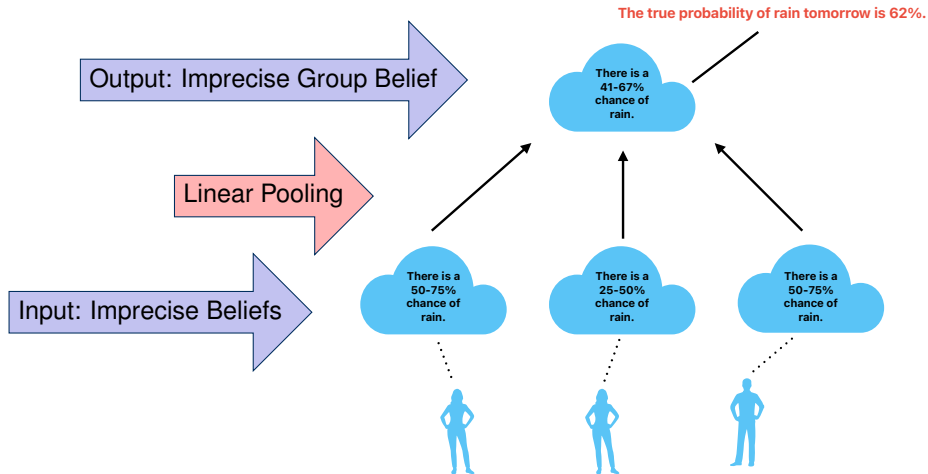 The true probability of rain tomorrow is 62%.
Output: Imprecise Group Belief
There is a
41-67%
chance of
rain.
Linear Pooling
Input: Imprecise Beliefs
There is a
50-75%
chance of
rain.
There is a
25-50%
chance of
rain.
There is a
50-75%
chance of
rain.